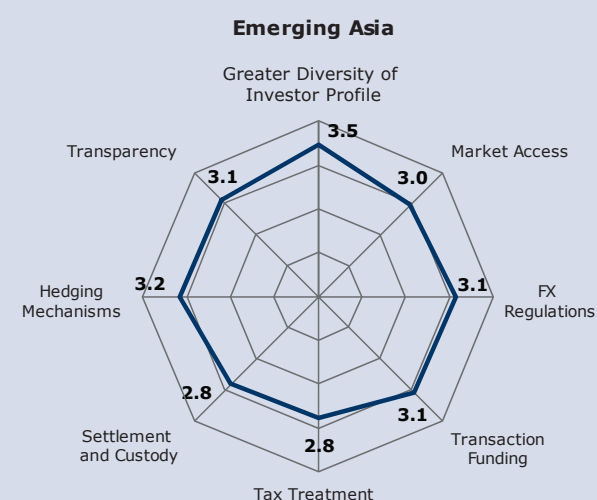 Emerging Asia
Greater Diversity of
Investor Profile
3.5
Transparency
Market Access
3.1
3.0
Hedging
Mechanisms
3.2
3.1
FX
Regulations
2.8
3.1
Settlement
and Custody
2.8
Transaction
Funding
Tax Treatment